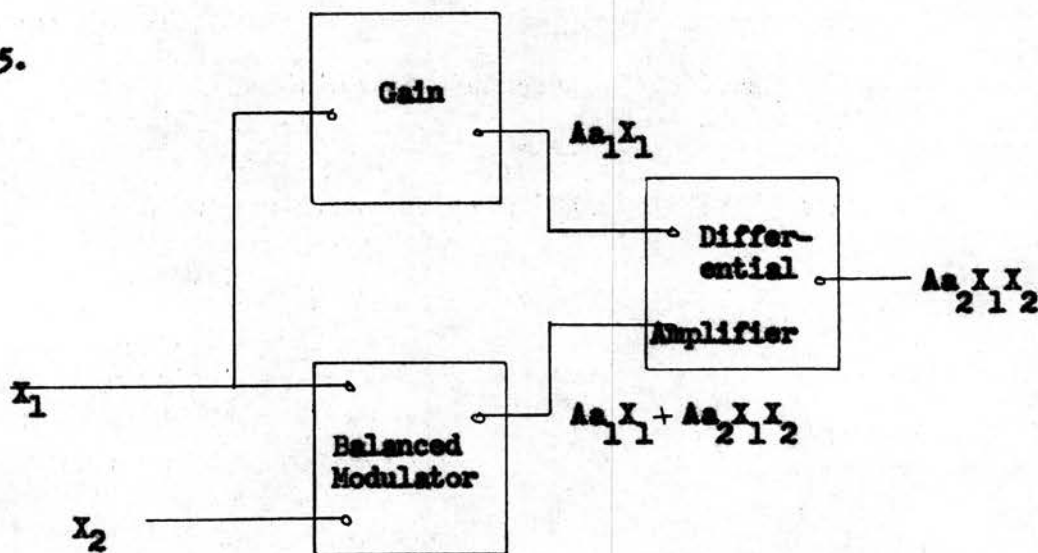 5.
Gain
Aa₁X₁
Differ-
ential
Amplifier
Aa₂X₁X₂
X₁
Aa₁X₁ + Aa₂X₁X₂
Balanced
Modulator
X₂